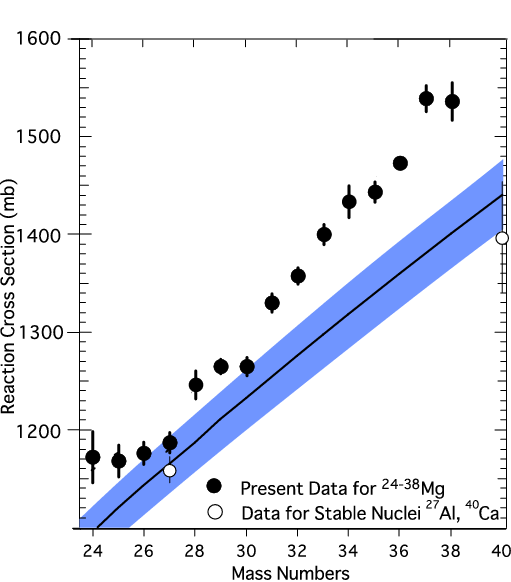 1600
1500
1400
1300
1200
Reaction Cross Section (mb)
Present Data for ²⁴⁻³⁸Mg
Data for Stable Nuclei ²⁷Al, ⁴⁰Ca
24 26 28 30 32 34 36 38 40
Mass Numbers